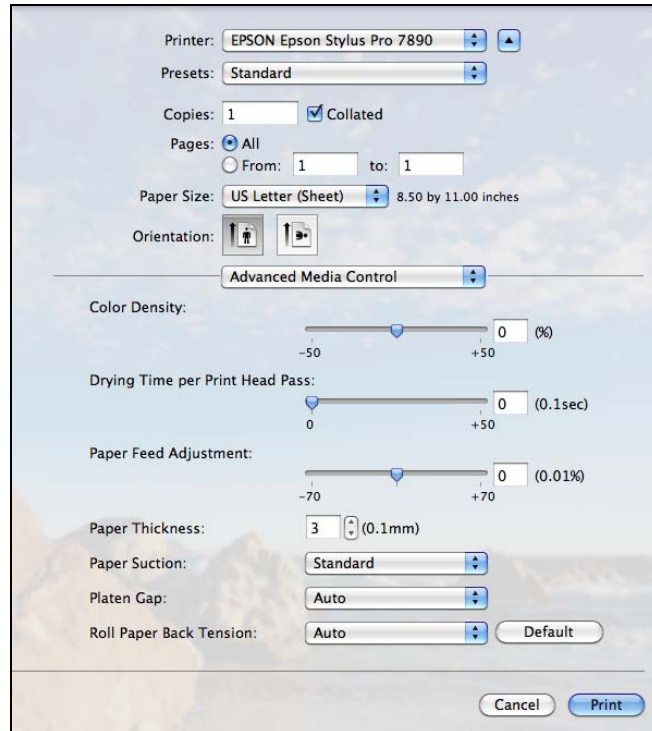 Printer: EPSON Epson Stylus Pro 7890
Presets: Standard
Copies: 1 Collated
Pages: All
From: 1 to: 1
Paper Size: US Letter (Sheet) 8.50 by 11.00 inches
Orientation:
Advanced Media Control
Color Density:
0 (%)
-50 +50
Drying Time per Print Head Pass:
0 (0.1sec)
0 +50
Paper Feed Adjustment:
0 (0.01%)
-70 +70
Paper Thickness: 3 (0.1mm)
Paper Suction: Standard
Platen Gap: Auto
Roll Paper Back Tension: Auto Default
Cancel Print